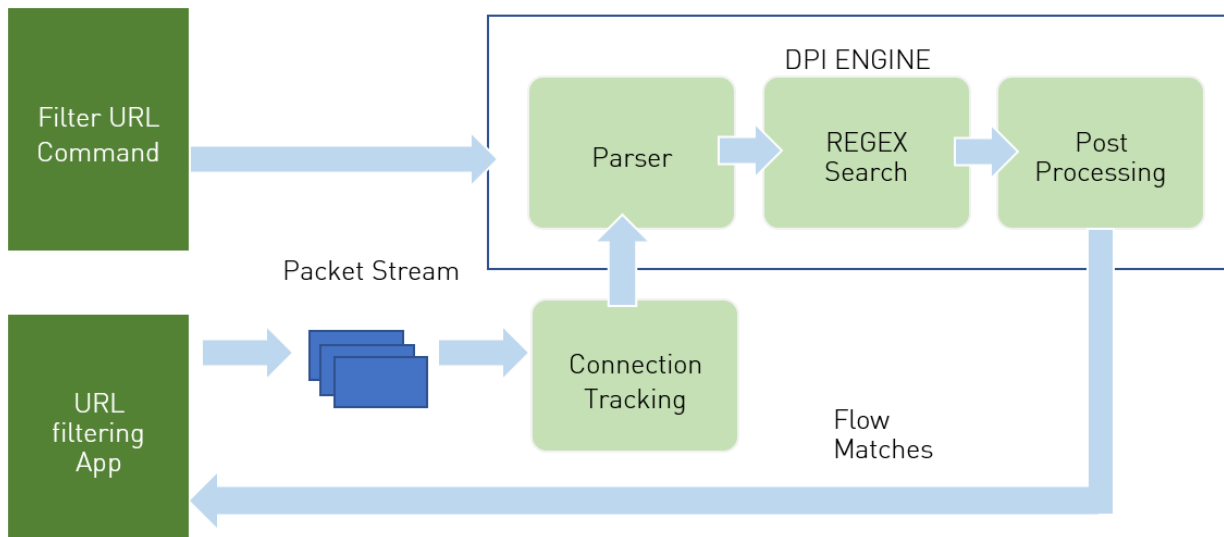 DPI ENGINE
Filter URL
Command
Parser
REGEX
Search
Post
Processing
Packet Stream
Connection
Tracking
URL
filtering
App
Flow
Matches